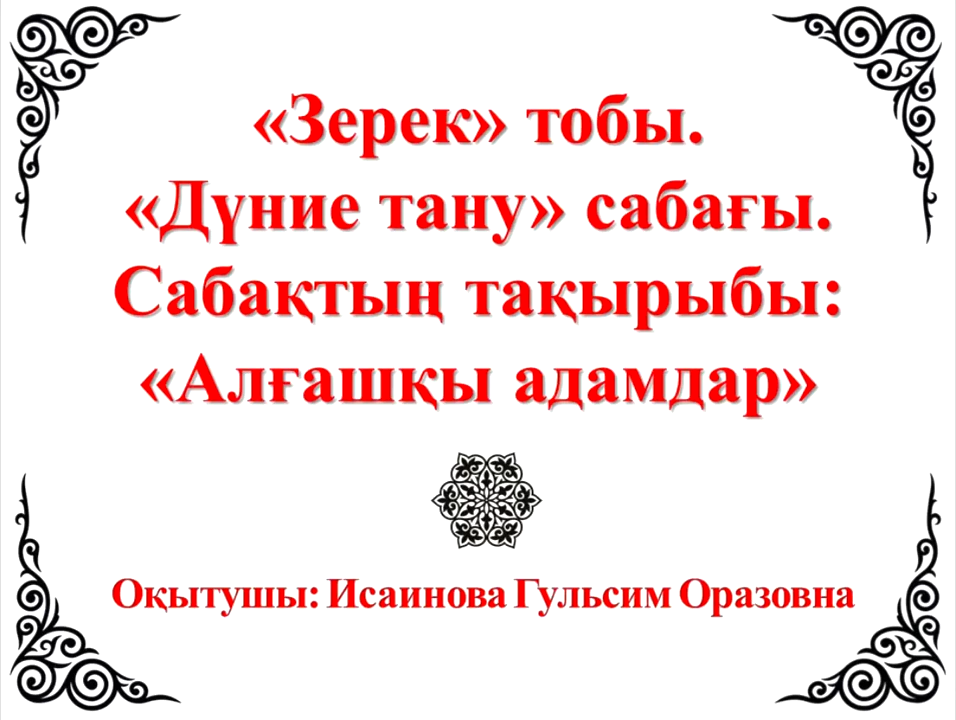 «Зерек» тобы.
«Дүние тану» сабағы.
Сабақтың тақырыбы:
«Алғашқы адамдар»
Оқытушы: Исаинова Гульсим Оразовна